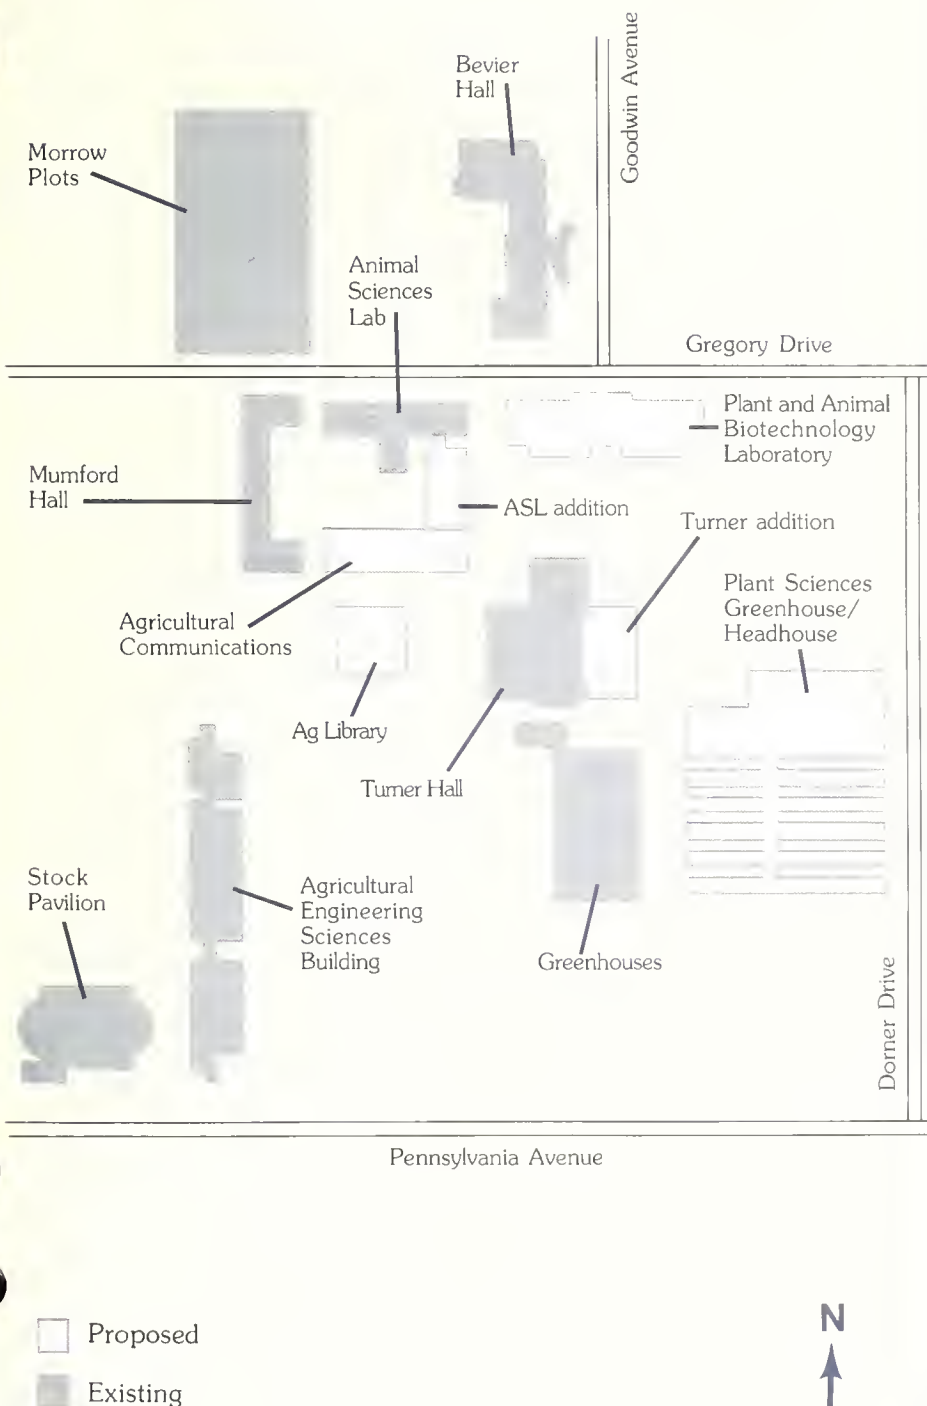 Bevier
Hall
Goodwin Avenue
Morrow
Plots
Animal
Sciences
Lab
Gregory Drive
Plant and Animal
Biotechnology
Laboratory
Mumford
Hall
ASL addition
Turner addition
Plant Sciences
Greenhouse/
Headhouse
Agricultural
Communications
Ag Library
Turner Hall
Stock
Pavilion
Agricultural
Engineering
Sciences
Building
Greenhouses
Dorner Drive
Pennsylvania Avenue
Proposed
Existing
N